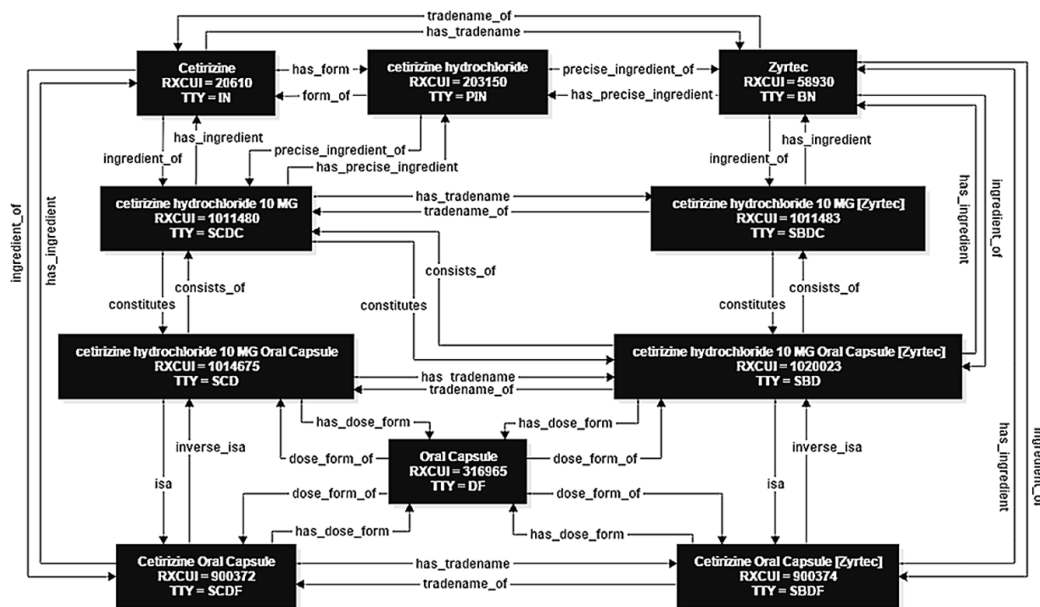 tradename_of
has_tradename
Cetirizine
RXCUI = 20610
TTY = IN
has_form
form_of
cetirizine hydrochloride
RXCUI = 203150
TTY = PIN
precise_ingredient_of
has_precise_ingredient
Zyrtec
RXCUI = 58930
TTY = BN
has_ingredient
ingredient_of
precise_ingredient_of
has_precise_ingredient
has_ingredient
ingredient_of
cetirizine hydrochloride 10 MG
RXCUI = 1011480
TTY = SCDC
has_tradename
tradename_of
cetirizine hydrochloride 10 MG [Zyrtec]
RXCUI = 1011483
TTY = SBDC
ingredient_of
has_ingredient
has_ingredient
ingredient_of
consists_of
constitutes
consists_of
constitutes
consists_of
constitutes
cetirizine hydrochloride 10 MG Oral Capsule
RXCUI = 1014675
TTY = SCD
has_tradename
tradename_of
cetirizine hydrochloride 10 MG Oral Capsule [Zyrtec]
RXCUI = 1020023
TTY = SBD
has_dose_form
has_dose_form
inverse_isa
isa
dose_form_of
Oral Capsule
RXCUI = 316965
TTY = DF
dose_form_of
inverse_isa
isa
has_ingredient
ingredient_of
dose_form_of
dose_form_of
has_dose_form
has_dose_form
Cetirizine Oral Capsule
RXCUI = 900372
TTY = SCDF
has_tradename
tradename_of
Cetirizine Oral Capsule [Zyrtec]
RXCUI = 900374
TTY = SBDF